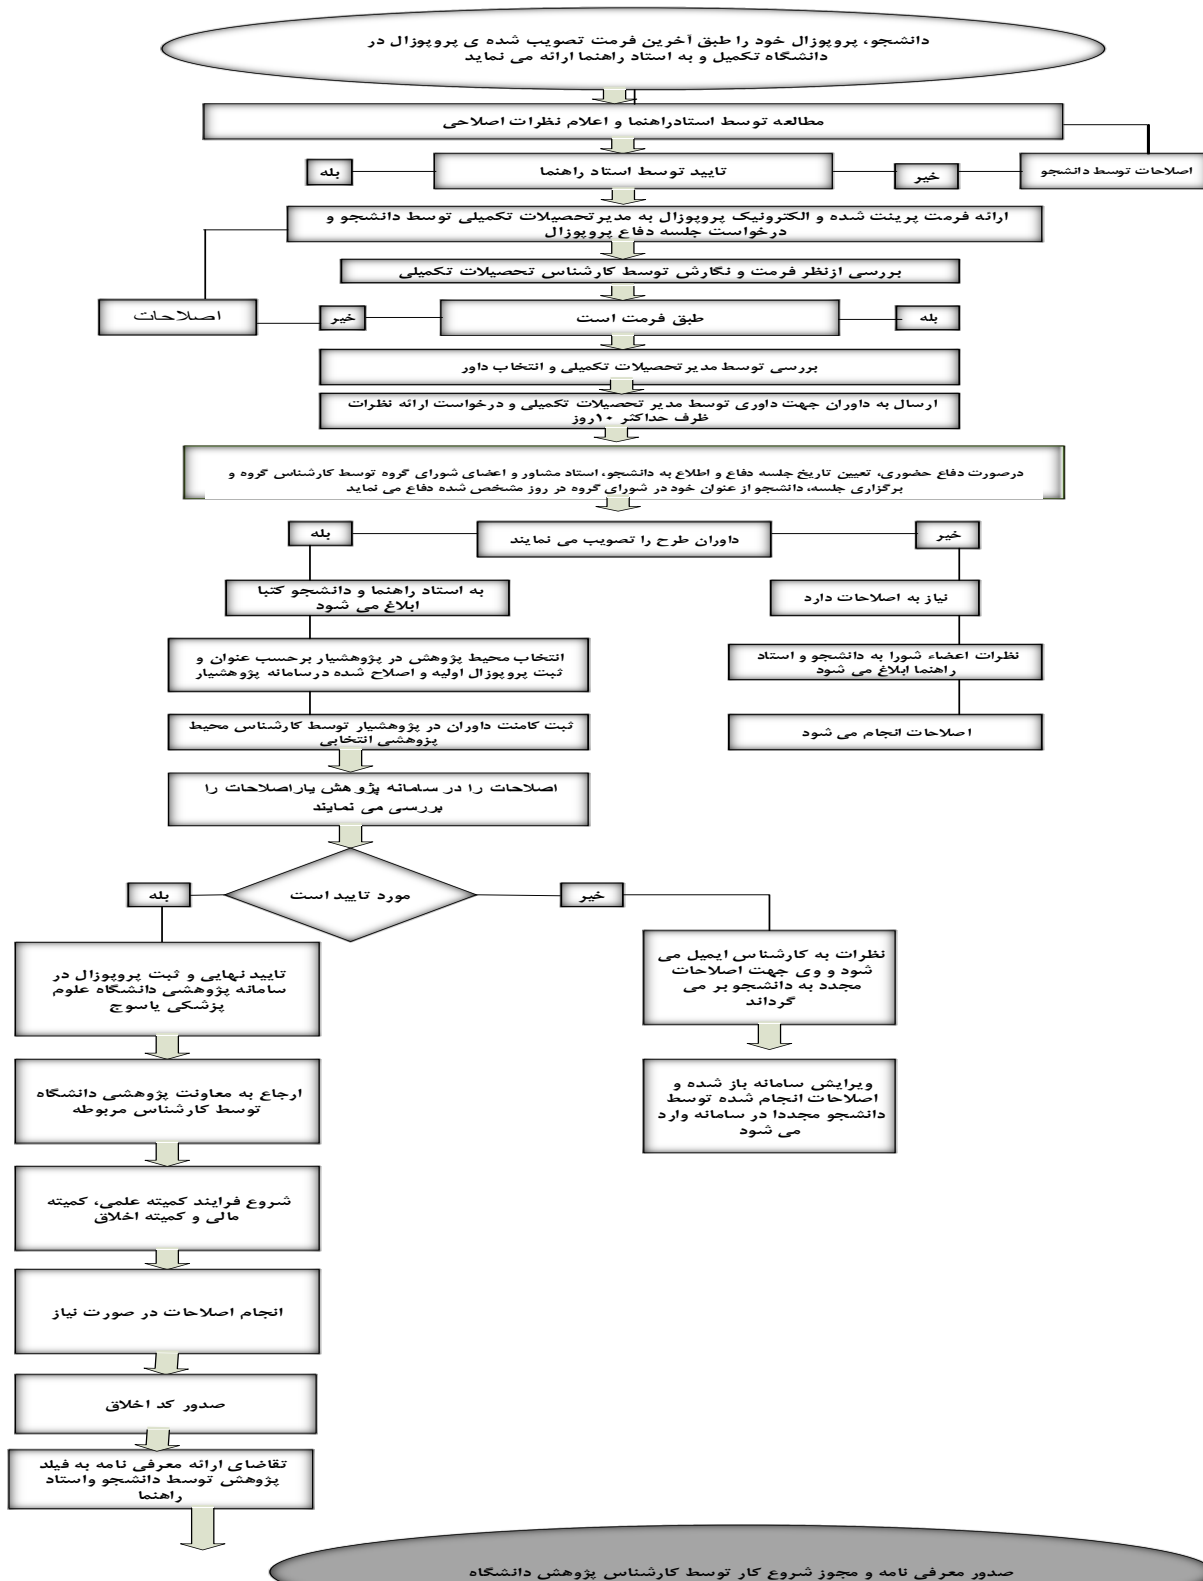 دانشجو، پروپوزال خود را طبق آخرین فرمت تصویب شده ی پروپوزال در
دانشگاه تکمیل و به استاد راهنما ارائه می نماید
مطالعه توسط استادراهنما و اعلام نظرات اصلاحی
اصلاحات توسط دانشجو
خیر
تایید توسط استاد راهنما
بله
ارائه فرمت پرینت شده و الکترونیک پروپوزال به مدیرتحصیلات تکمیلی توسط دانشجو و
درخواست جلسه دفاع پروپوزال
بررسی ازنظر فرمت و نگارش توسط کارشناس تحصیلات تکمیلی
بله
طبق فرمت است
خیر
اصلاحات
بررسی توسط مدیرتحصیلات تکمیلی و انتخاب داور
ارسال به داوران جهت داوری توسط مدیر تحصیلات تکمیلی و درخواست ارائه نظرات
ظرف حداکثر ۱۰روز
درصورت دفاع حضوری، تعیین تاریخ جلسه دفاع و اطلاع به دانشجو، استاد مشاور و اعضای شورای گروه توسط کارشناس گروه و
برگزاری جلسه، دانشجو از عنوان خود در شورای گروه در روز مشخص شده دفاع می نماید
خیر
داوران طرح را تصویب می نمایند
بله
نیاز به اصلاحات دارد
نظرات اعضاء شورا به دانشجو و استاد
راهنما ابلاغ می شود
اصلاحات انجام می شود
به استاد راهنما و دانشجو کتبا
ابلاغ می شود
انتخاب محیط پژوهش در پژوهشیار برحسب عنوان و
ثبت پروپوزال اولیه و اصلاح شده درسامانه پژوهشیار
ثبت کامنت داوران در پژوهشیار توسط کارشناس محیط
پزوهشی انتخابی
اصلاحات را در سامانه پژوهش یاراصلاحات را
بررسی می نمایند
خیر
مورد تایید است
بله
نظرات به کارشناس ایمیل می
شود و وی جهت اصلاحات
مجدد به دانشجو بر می
گرداند
ویرایش سامانه باز شده و
اصلاحات انجام شده توسط
دانشجو مجددا در سامانه وارد
می شود
تایید نهایی و ثبت پروپوزال در
سامانه پژوهشی دانشگاه علوم
پزشکی یاسوج
ارجاع به معاونت پژوهشی دانشگاه
توسط کارشناس مربوطه
شروع فرایند کمیته علمی، کمیته
مالی و کمیته اخلاق
انجام اصلاحات در صورت نیاز
صدور کد اخلاق
تقاضای ارائه معرفی نامه به فیلد
پژوهش توسط دانشجو واستاد
راهنما
صدور معرفی نامه و مجوز شروع کار توسط کارشناس پژوهش دانشگاه